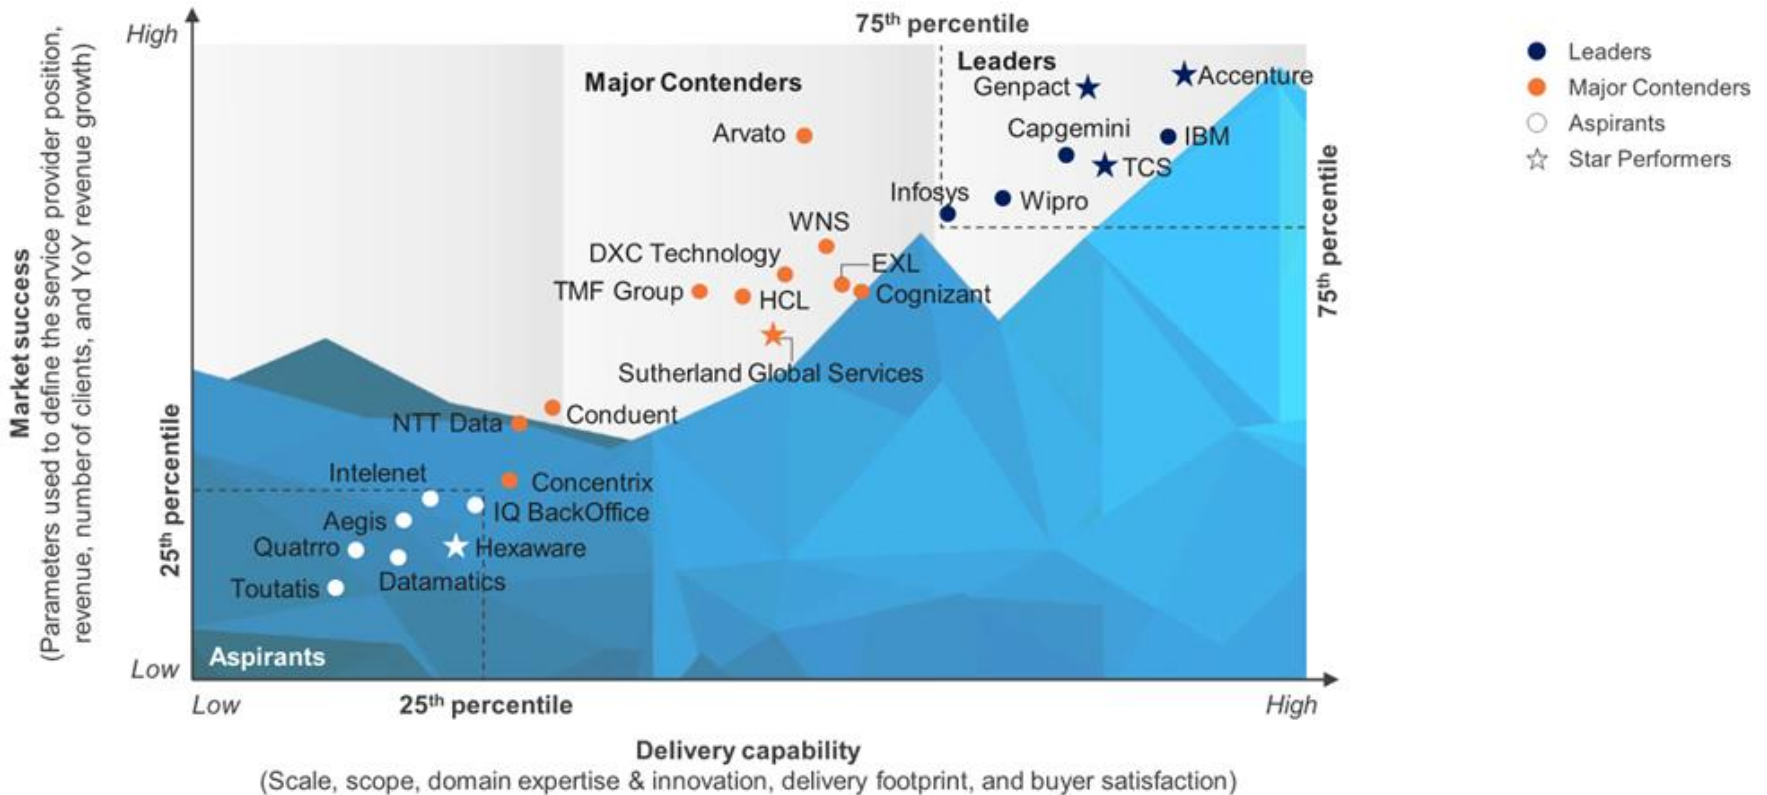 High
75th percentile
Leaders
Major Contenders
Genpact
Accenture
Arvato
Capgemini
IBM
TCS
Infosys
Wipro
WNS
DXC Technology
EXL
TMF Group
HCL
Cognizant
Sutherland Global Services
NTT Data
Conduent
Intelenet
Concentrix
IQ BackOffice
Aegis
Quatrro
Hexaware
Datamatics
Toutatis
Aspirants
Low
Low
25th percentile
High
Delivery capability
(Scale, scope, domain expertise & innovation, delivery footprint, and buyer satisfaction)
Market success
(Parameters used to define the service provider position,
revenue, number of clients, and YoY revenue growth)
25th percentile
75th percentile
Leaders
Major Contenders
Aspirants
Star Performers